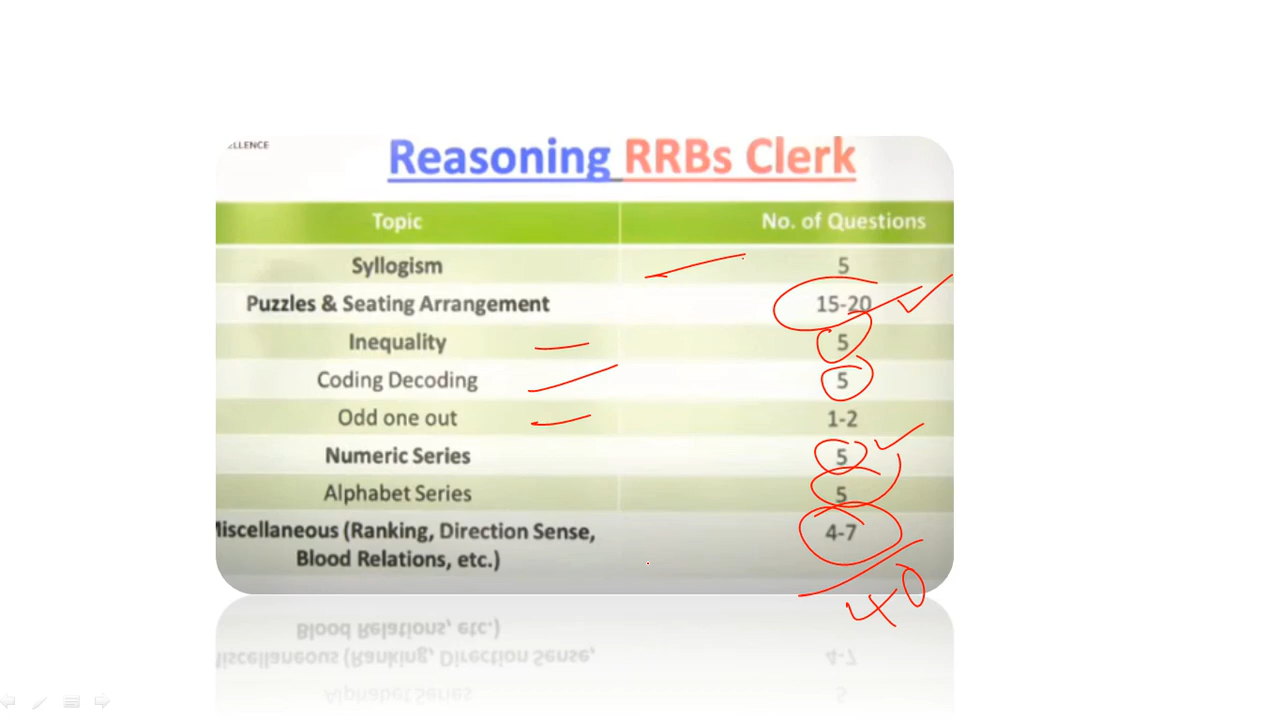 ELLENCE
Reasoning RRBs Clerk
Topic No. of Questions
Syllogism 5
Puzzles & Seating Arrangement 15-20
Inequality 5
Coding Decoding 5
Odd one out 1-2
Numeric Series 5
Alphabet Series 5
Miscellaneous (Ranking, Direction Sense, 4-7
Blood Relations, etc.)
40